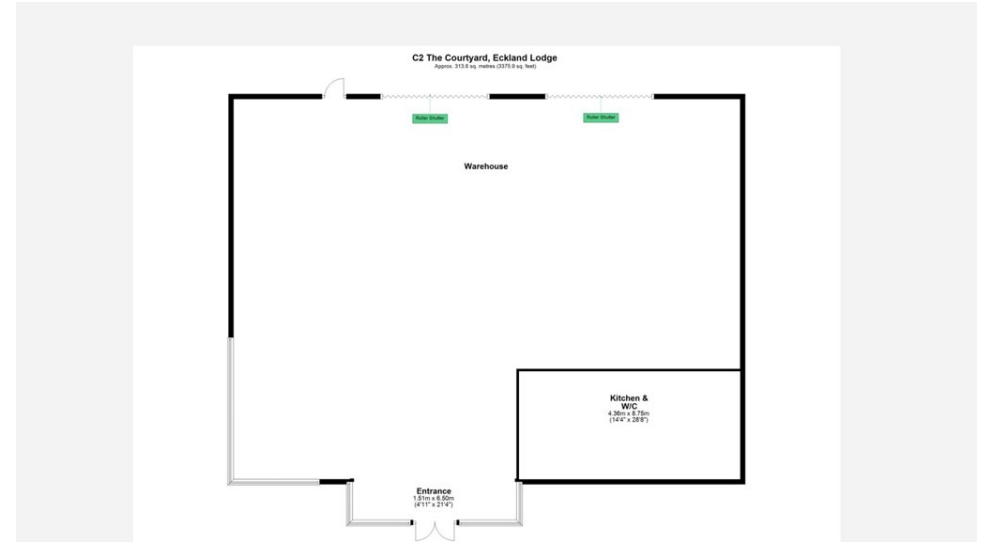 C2 The Courtyard, Eckland Lodge
Approx. 313.6 sq. metres (3375.9 sq. feet)
Roller Shutter
Roller Shutter
Warehouse
Kitchen &
W/C
4.36m x 8.75m
(14'4" x 28'8")
Entrance
1.51m x 6.50m
(4'11" x 21'4")